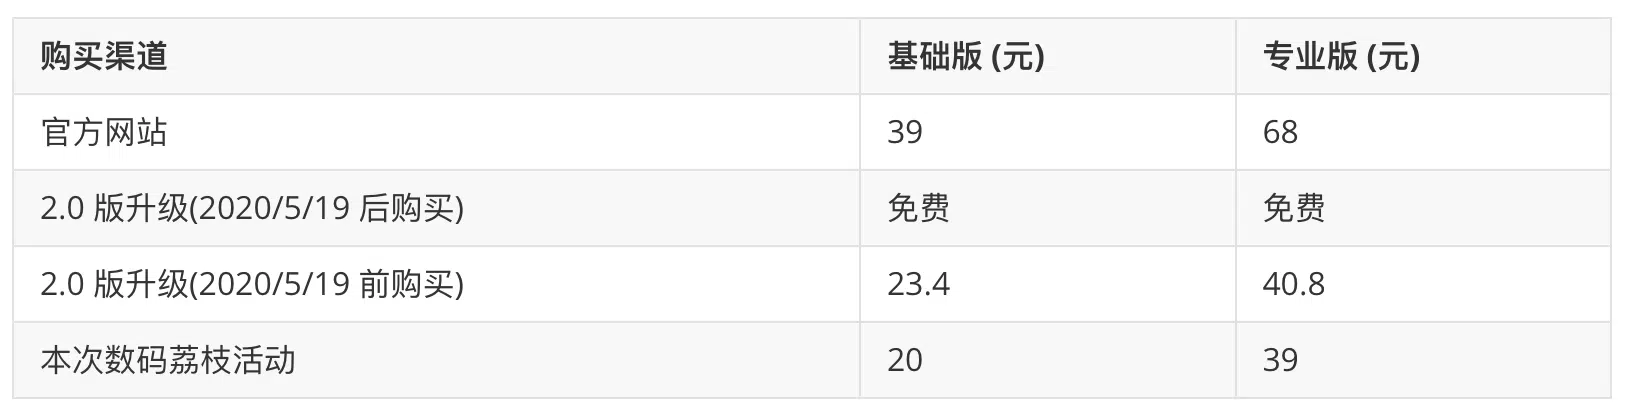 购买渠道 基础版 (元) 专业版 (元)
官方网站 39 68
2.0 版升级(2020/5/19 后购买) 免费 免费
2.0 版升级(2020/5/19 前购买) 23.4 40.8
本次数码荔枝活动 20 39